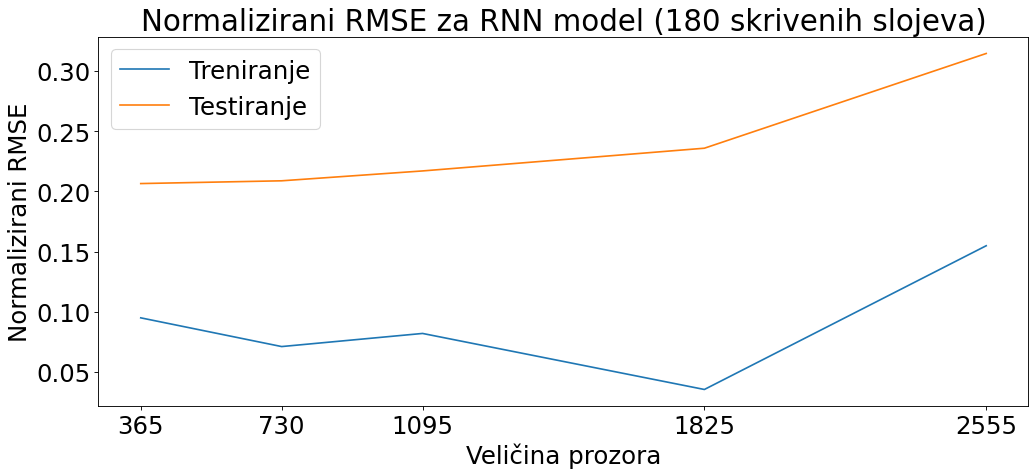 Normalizirani RMSE za RNN model (180 skrivenih slojeva)
Treniranje
Testiranje
Normalizirani RMSE
0.30
0.25
0.20
0.15
0.10
0.05
365 730 1095 1825 2555
Veličina prozora